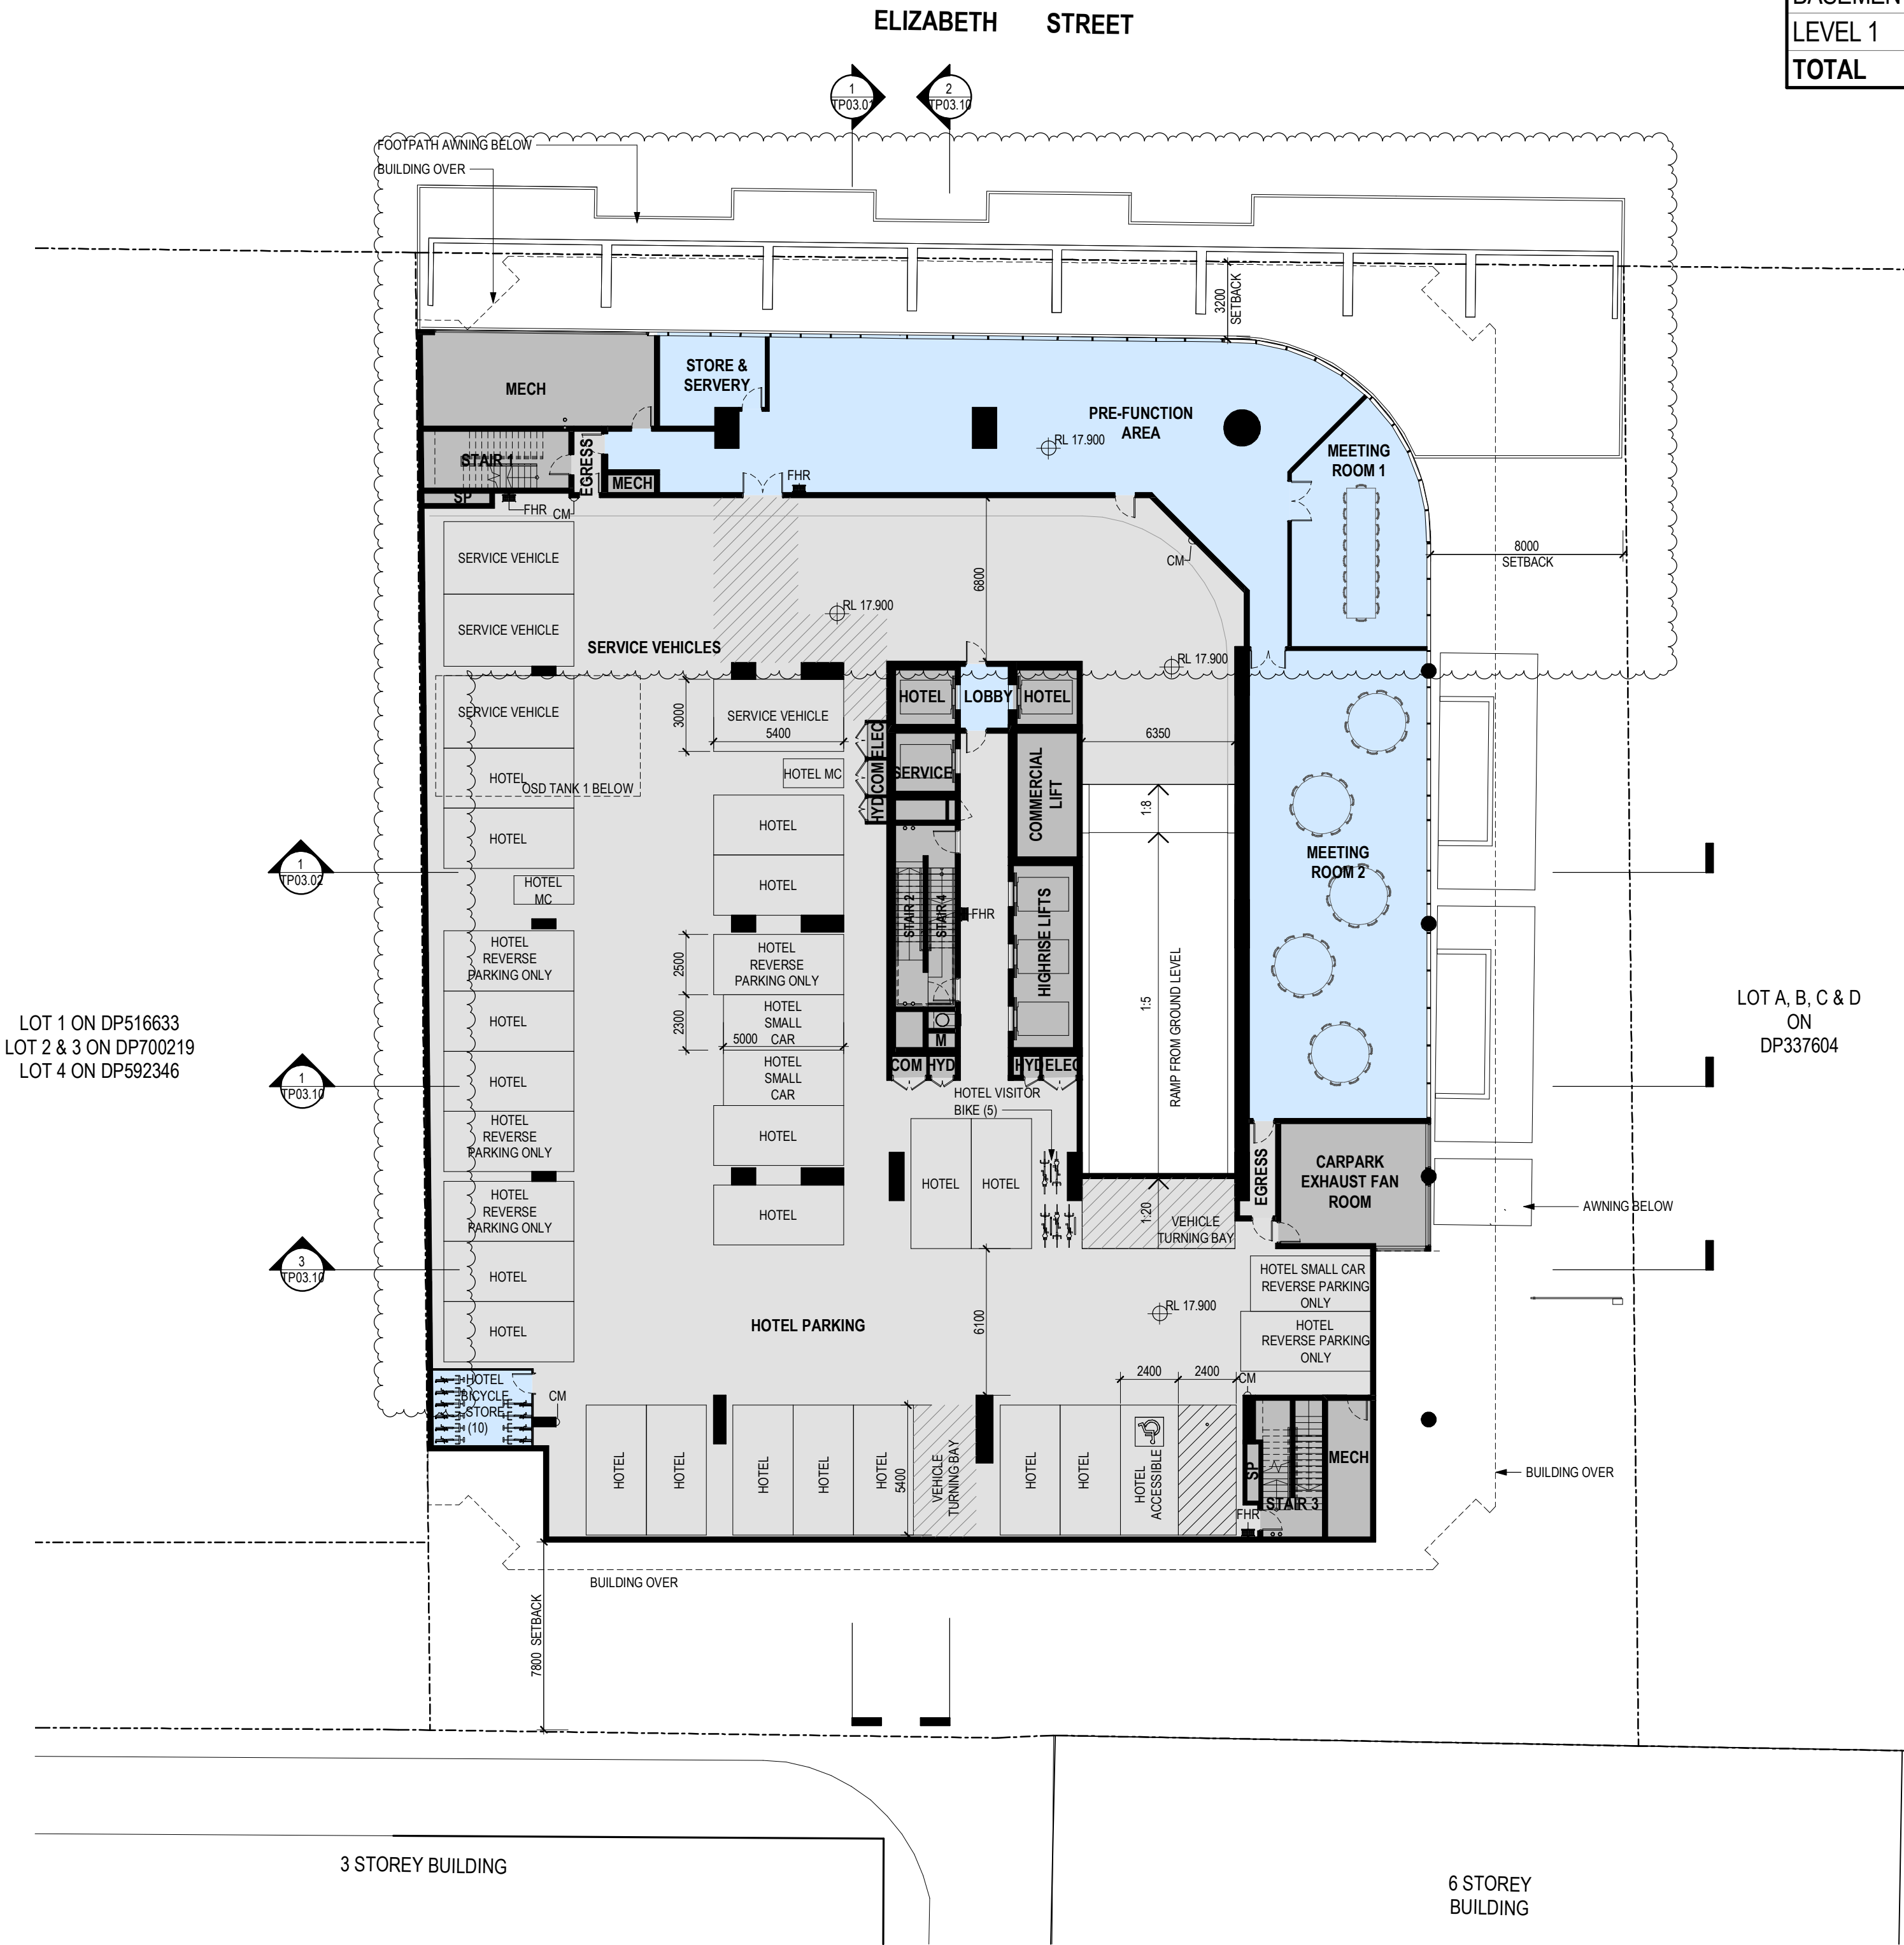 ELIZABETH STREET
BASEMEN
LEVEL 1
TOTAL
1
TP03.01
2
TP03.10
FOOTPATH AWNING BELOW
BUILDING OVER
3200
SETBACK
STORE &
SERVERY
MECH
PRE-FUNCTION
AREA
RL 17.900
MEETING
ROOM 1
STAIR 1
EGRESS
MECH
FHR
SP
FHR
CM
SERVICE VEHICLE
CM
8000
SETBACK
6800
RL 17.900
SERVICE VEHICLE
SERVICE VEHICLES
RL 17.900
HOTEL
LOBBY
HOTEL
SERVICE VEHICLE
3000
SERVICE VEHICLE
5400
ELEC
6350
HOTEL
OSD TANK 1 BELOW
HOTEL MC
COM
SERVICE
COMMERCIAL
LIFT
HYD
1:8
HOTEL
HOTEL
MEETING
ROOM 2
1
TP03.02
HOTEL
MC
HOTEL
STAIR 2
STAIR 4
FHR
HIGHRISE LIFTS
HOTEL
REVERSE
PARKING ONLY
2500
HOTEL
REVERSE
PARKING ONLY
1:5
RAMP FROM GROUND LEVEL
LOT 1 ON DP516633
LOT 2 & 3 ON DP700219
LOT 4 ON DP592346
LOT A, B, C & D
ON
DP337604
HOTEL
2300
HOTEL
SMALL
CAR
5000
M
1
TP03.10
HOTEL
HOTEL
SMALL
CAR
COM
HYD
HYD
ELEC
HOTEL VISITOR
BIKE (5)
HOTEL
REVERSE
PARKING ONLY
HOTEL
EGRESS
CARPARK
EXHAUST FAN
ROOM
HOTEL
HOTEL
HOTEL
REVERSE
PARKING ONLY
HOTEL
1:20
VEHICLE
TURNING BAY
AWNING BELOW
3
TP03.10
HOTEL
HOTEL SMALL CAR
REVERSE PARKING
ONLY
HOTEL
HOTEL PARKING
6100
RL 17.900
HOTEL
REVERSE PARKING
ONLY
HOTEL
BICYCLE
STORE
(10)
CM
2400
2400
CM
HOTEL
HOTEL
HOTEL
HOTEL
HOTEL
5400
VEHICLE
TURNING BAY
HOTEL
HOTEL
HOTEL
ACCESSIBLE
SP
MECH
STAIR 3
FHR
BUILDING OVER
BUILDING OVER
7800 SETBACK
3 STOREY BUILDING
6 STOREY
BUILDING